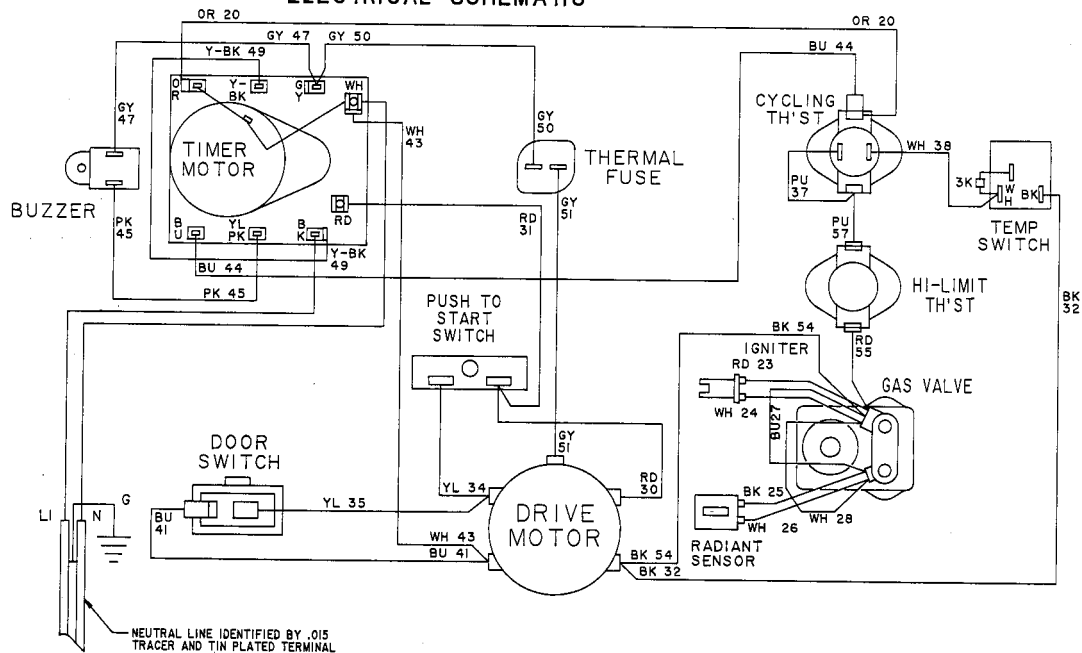 ELECTRICAL SCHEMATIC
OR 20
OR 20
GY 47
GY 50
Y-BK 49
BU 44
O
R
Y-
BK
G
Y
WH
CYCLING
TH'ST
GY
47
WH
43
GY
50
TIMER
MOTOR
THERMAL
FUSE
WH 38
3K
W
H
BK
PU
37
BUZZER
RD
GY
51
TEMP
SWITCH
PK
45
B
U
YL
PK
B
K
RD
31
PU
57
Y-BK
49
BU 44
PK 45
HI-LIMIT
TH'ST
PUSH TO
START
SWITCH
BK
32
BK 54
RD
55
IGNITER
RD 23
GAS VALVE
WH 24
BU27
DOOR
SWITCH
GY
51
RD
30
YL 34
BK 25
YL 35
LI
N
G
BU
41
DRIVE
MOTOR
WH 26
WH 28
WH 43
BU 41
RADIANT
SENSOR
BK 54
BK 32
NEUTRAL LINE IDENTIFIED BY .015
TRACER AND TIN PLATED TERMINAL